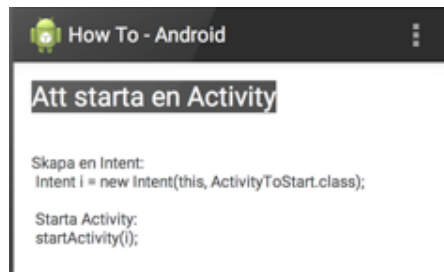 How To - Android
Att starta en Activity
Skapa en Intent:
Intent i = new Intent(this, ActivityToStart.class);
Starta Activity:
startActivity(i);